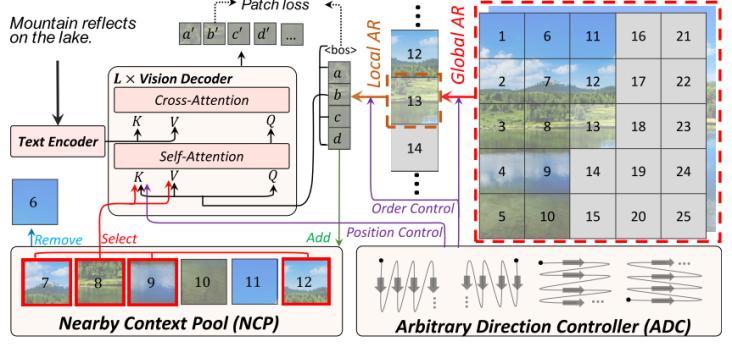 Mountain reflects
on the lake.
Text Encoder
Patch loss
a' b' c' d' ...
L × Vision Decoder
Cross-Attention
K V Q
Self-Attention
K V Q
<bos>
a
b
c
d
Local AR
12
13
14
Global AR
1 6 11 16 21
2 7 12 17 22
3 8 13 18 23
4 9 14 19 24
5 10 15 20 25
Order Control
Position Control
6
Remove
Select
Add
7 8 9 10 11 12
Nearby Context Pool (NCP)
... ... ... ...
Arbitrary Direction Controller (ADC)